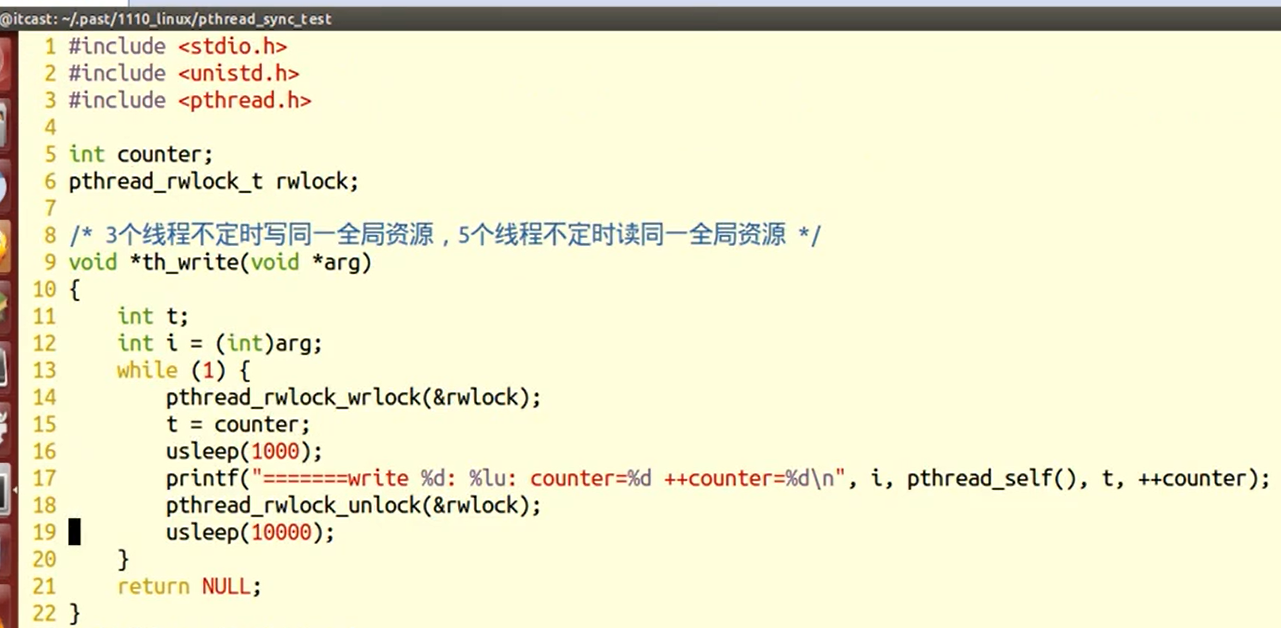 @itcast: ~/.past/1110_linux/pthread_sync_test
1 #include <stdio.h>
2 #include <unistd.h>
3 #include <pthread.h>
4
5 int counter;
6 pthread_rwlock_t rwlock;
7
8 /* 3个线程不定时写同一全局资源，5个线程不定时读同一全局资源 */
9 void *th_write(void *arg)
10 {
11     int t;
12     int i = (int)arg;
13     while (1) {
14         pthread_rwlock_wrlock(&rwlock);
15         t = counter;
16         usleep(1000);
17         printf("=======write %d: %lu: counter=%d ++counter=%d\n", i, pthread_self(), t, ++counter);
18         pthread_rwlock_unlock(&rwlock);
19         usleep(10000);
20     }
21     return NULL;
22 }